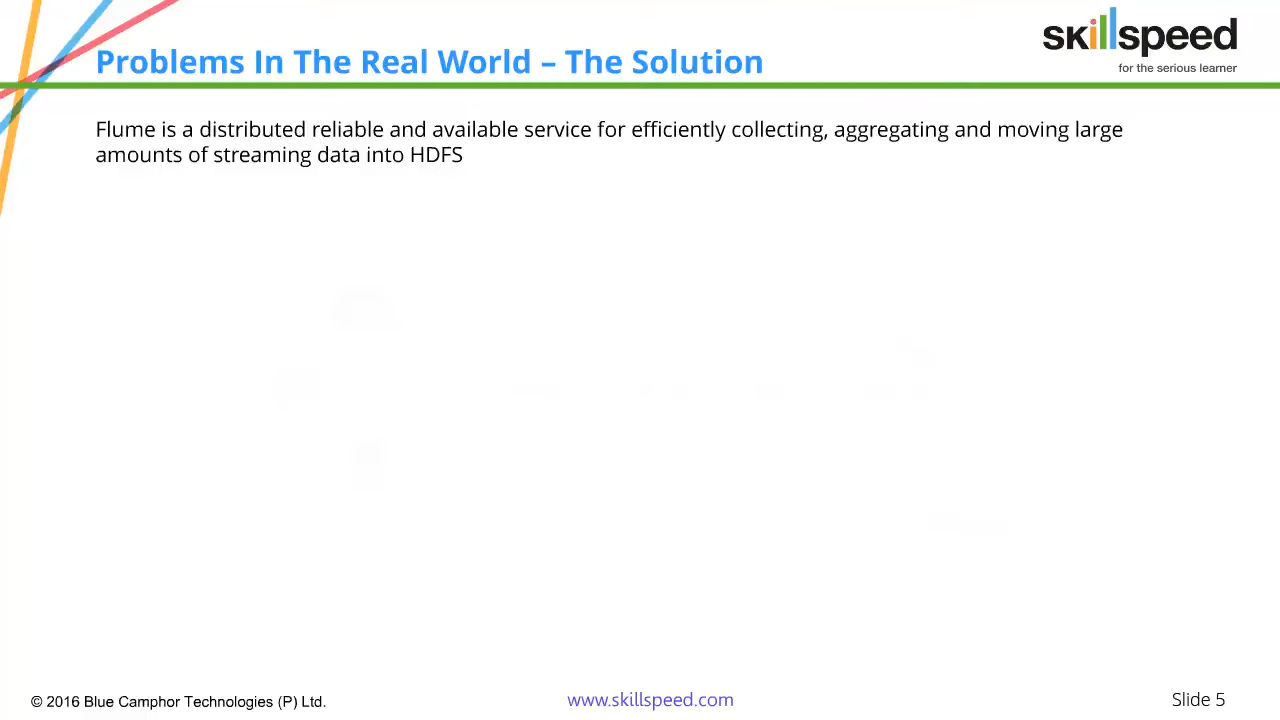 skillspeed
for the serious learner
Problems In The Real World – The Solution
Flume is a distributed reliable and available service for efficiently collecting, aggregating and moving large
amounts of streaming data into HDFS
© 2016 Blue Camphor Technologies (P) Ltd.
www.skillspeed.com
Slide 5